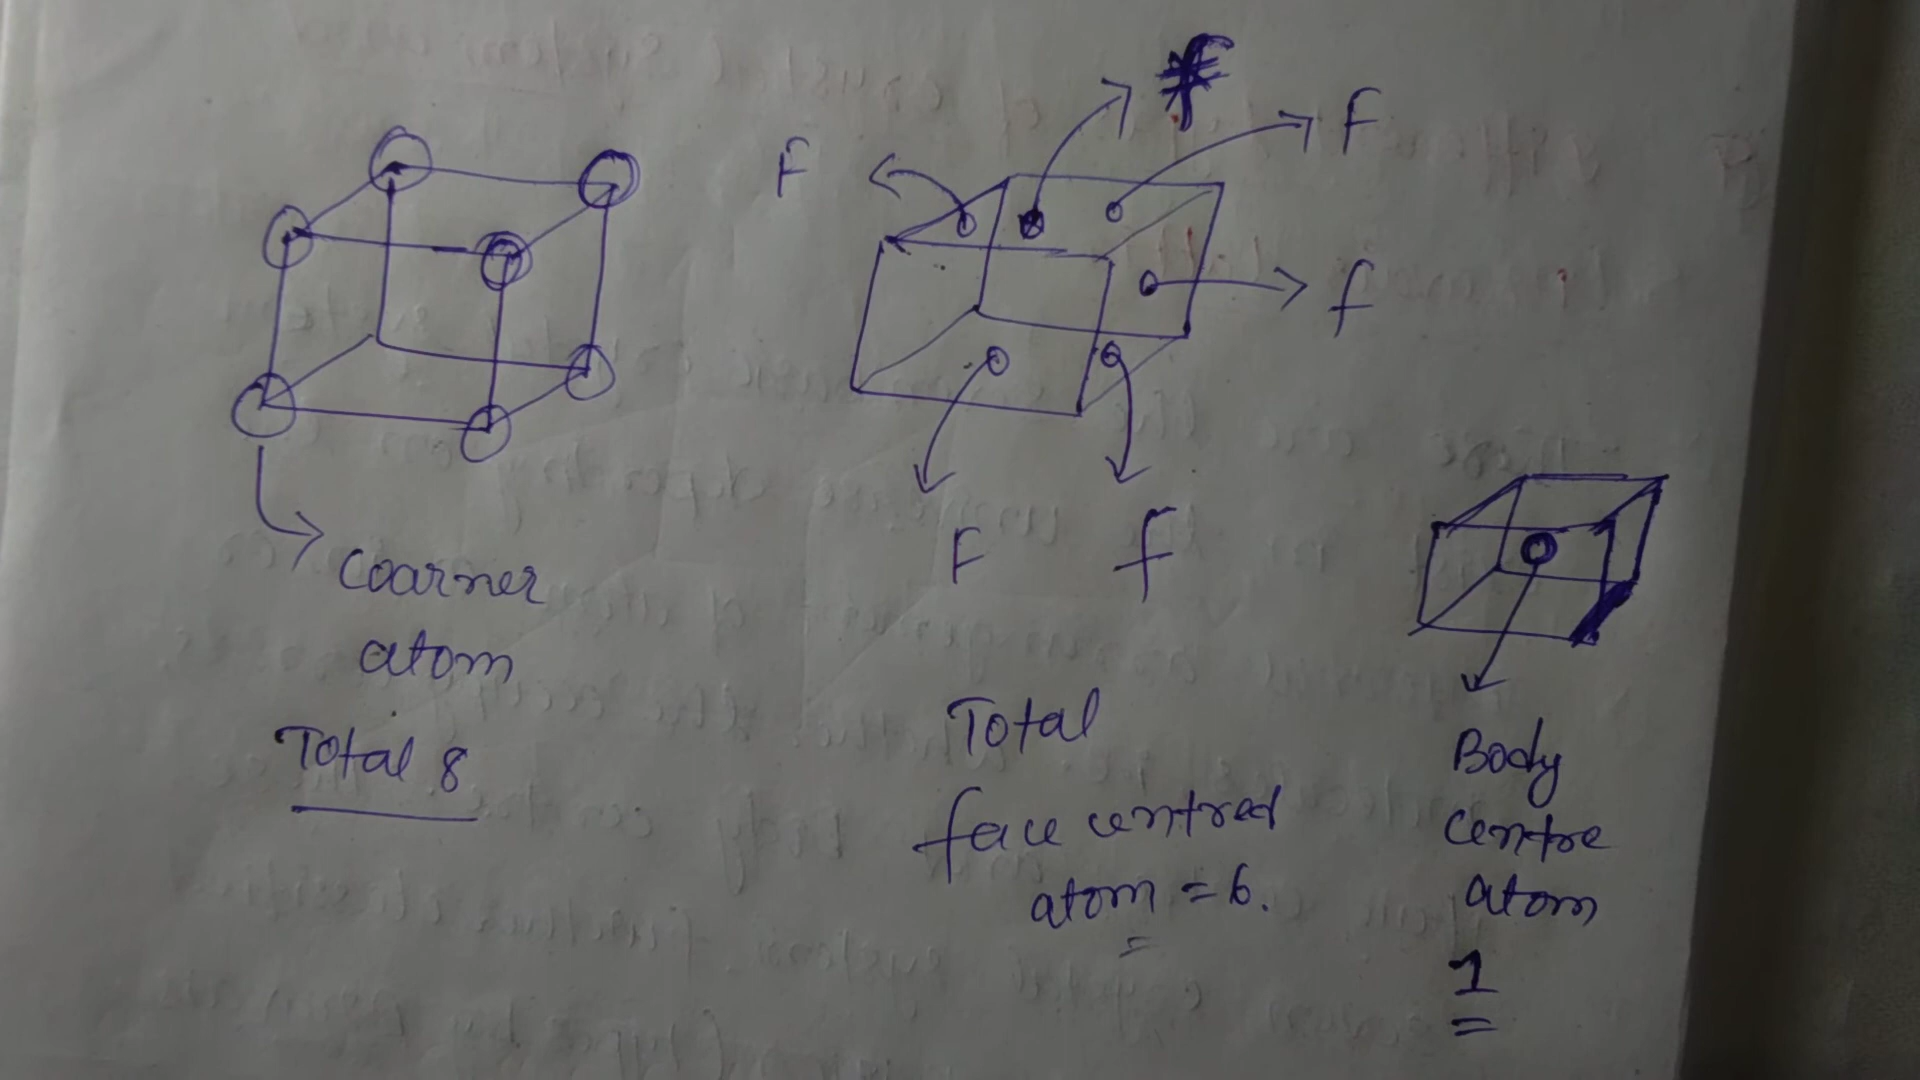 f
F
F
f
F f
coarner
atom
Total 8
Total
face centred
atom = 6.
Body
centre
atom
1